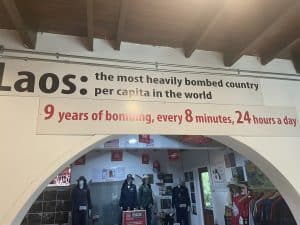 Laos: the most heavily bombed country
per capita in the world
9 years of bombing, every 8 minutes, 24 hours a day